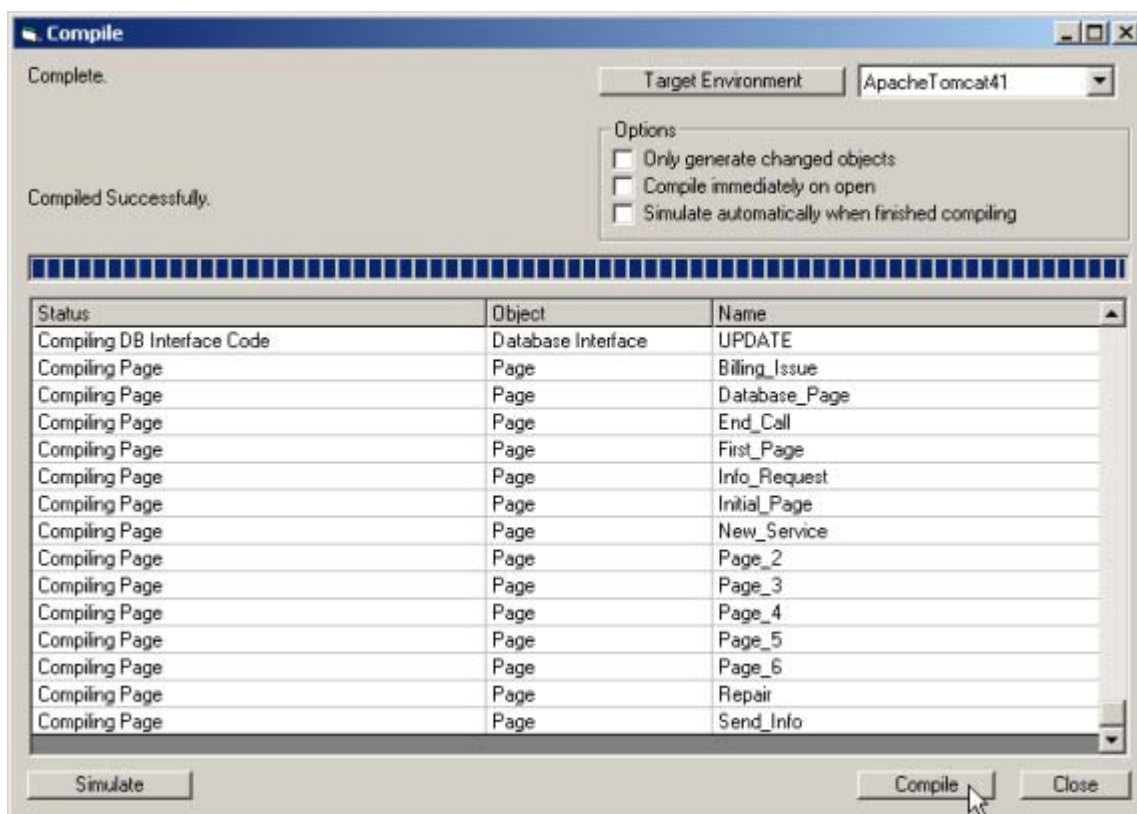 Compile
Complete.
Target Environment ApacheTomcat41
Options
Only generate changed objects
Compile immediately on open
Simulate automatically when finished compiling
Compiled Successfully.
Status Object Name
Compiling DB Interface Code Database Interface UPDATE
Compiling Page Page Billing_Issue
Compiling Page Page Database_Page
Compiling Page Page End_Call
Compiling Page Page First_Page
Compiling Page Page Info_Request
Compiling Page Page Initial_Page
Compiling Page Page New_Service
Compiling Page Page Page_2
Compiling Page Page Page_3
Compiling Page Page Page_4
Compiling Page Page Page_5
Compiling Page Page Page_6
Compiling Page Page Repair
Compiling Page Page Send_Info
Simulate Compile Close